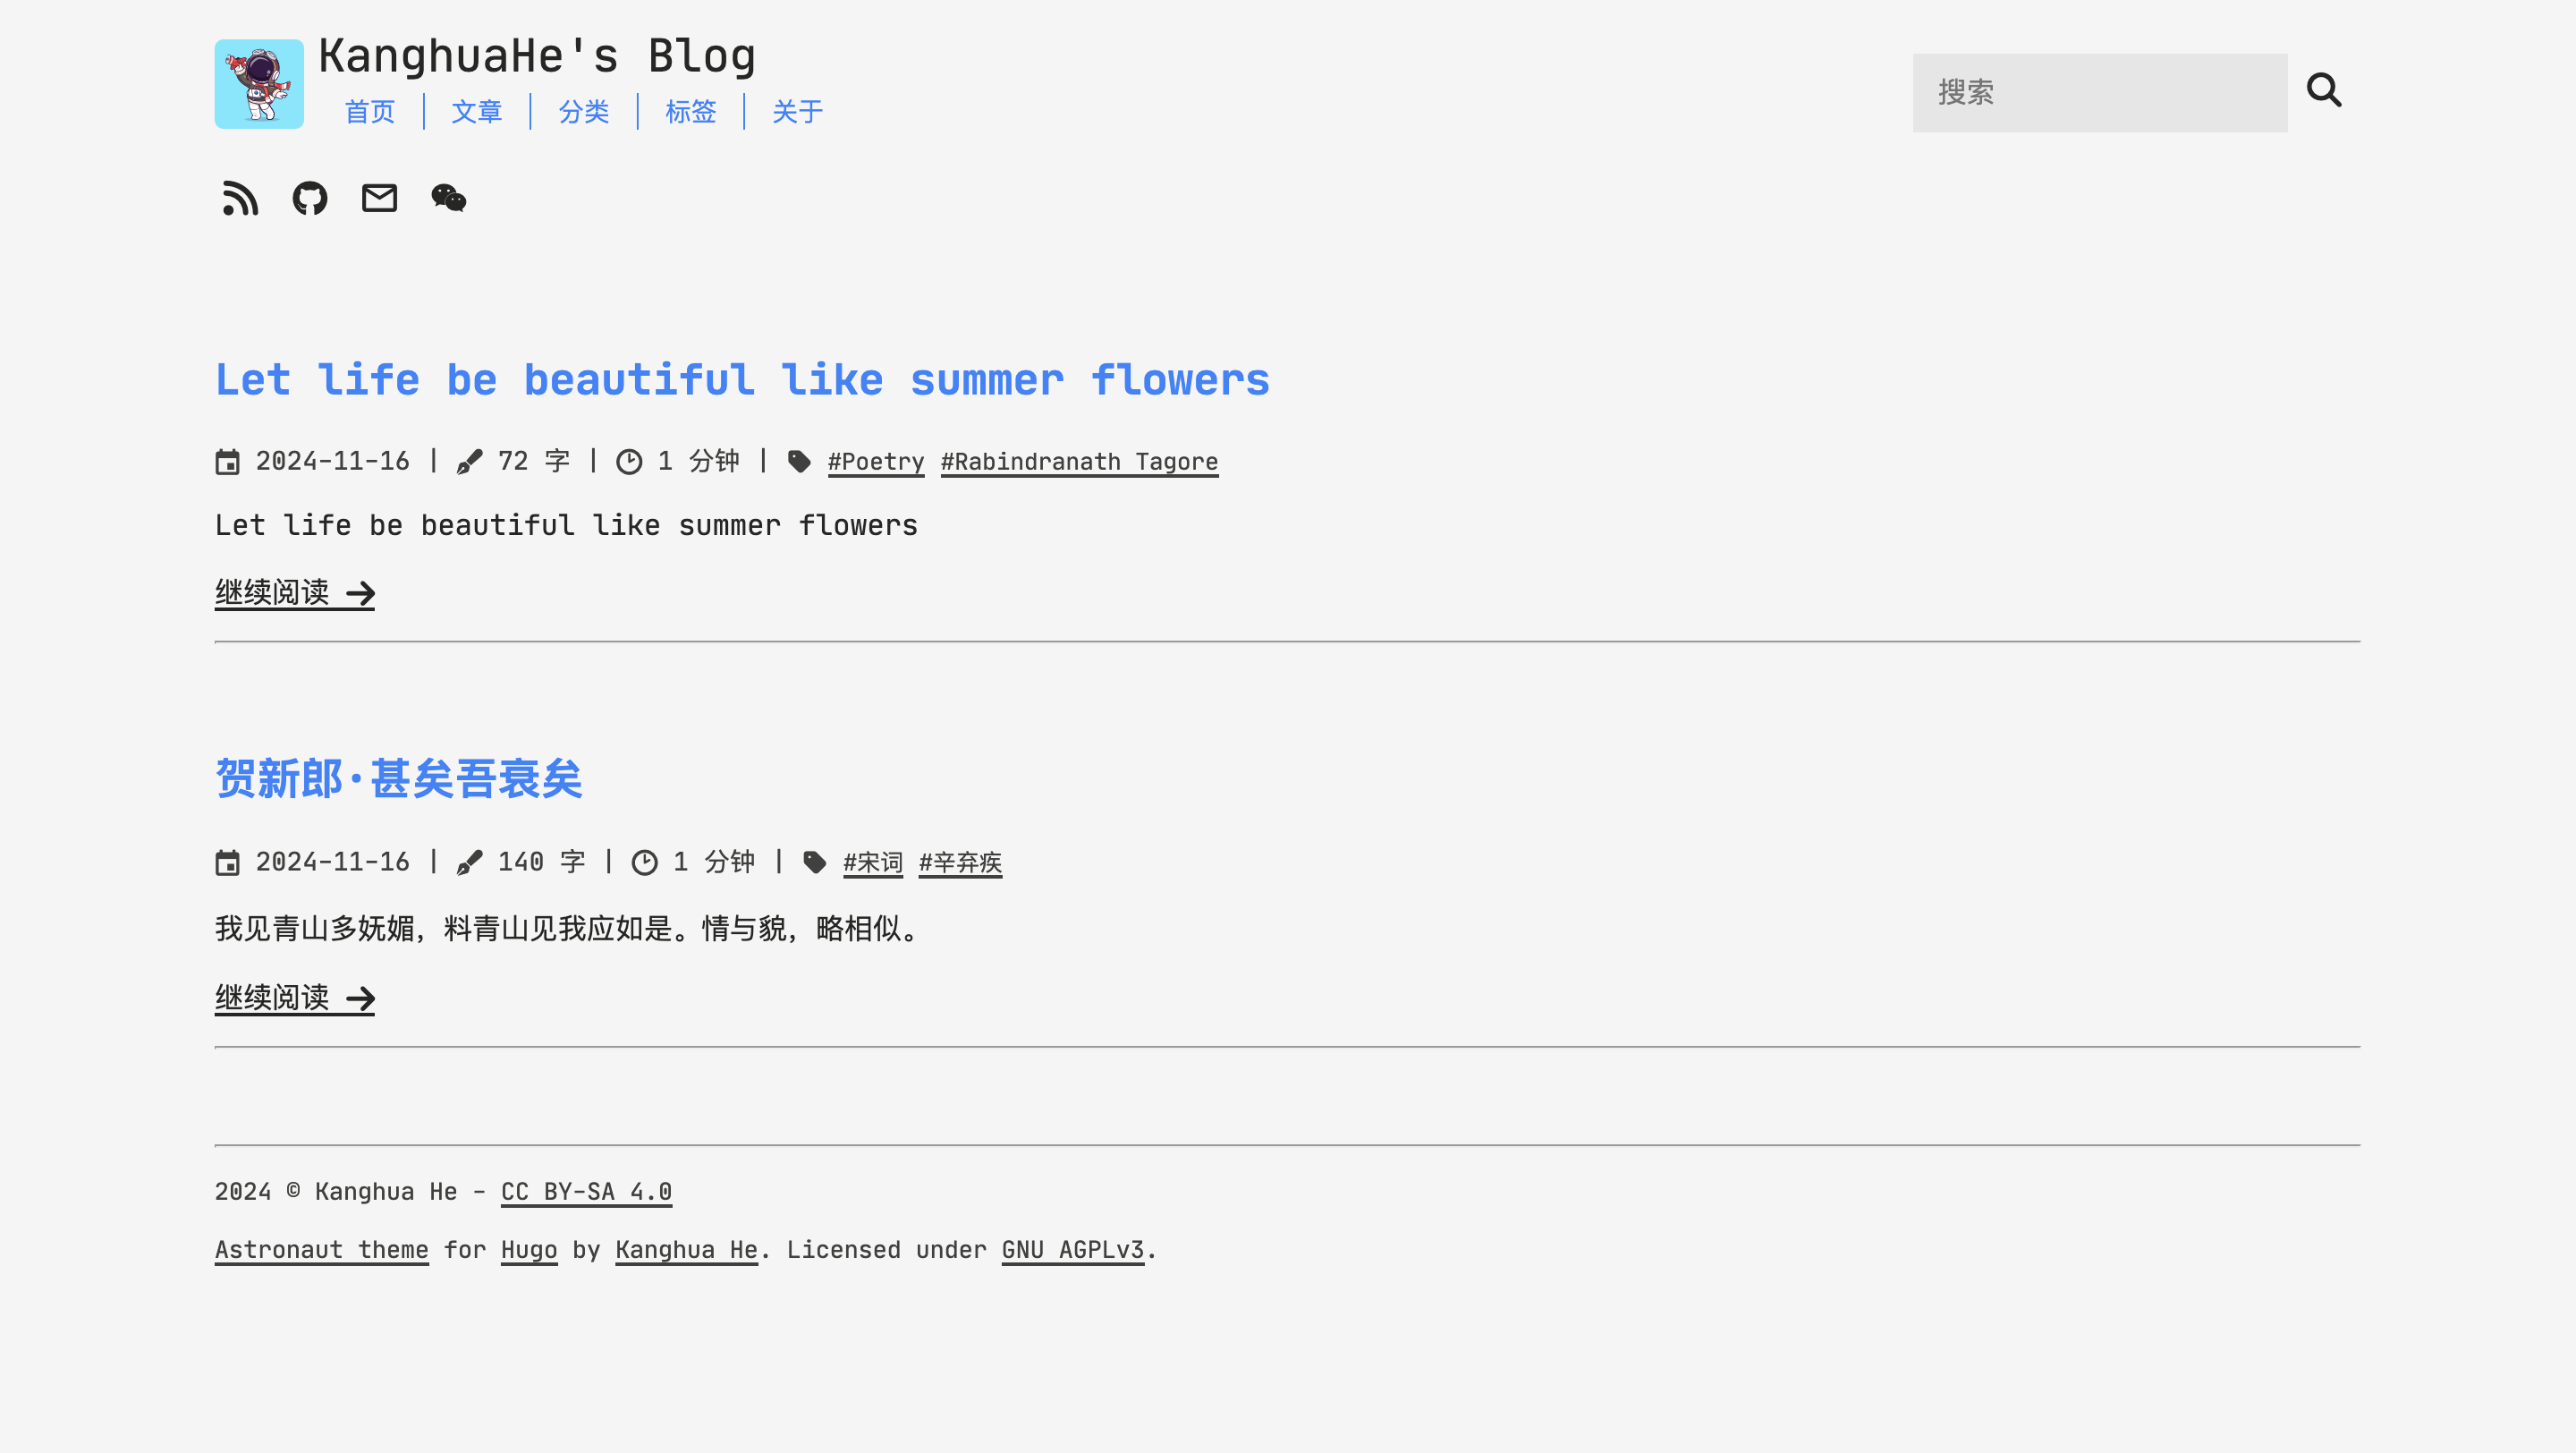 KanghuaHe's Blog
首页 | 文章 | 分类 | 标签 | 关于
搜索
Let life be beautiful like summer flowers
2024-11-16 | 72 字 | 1 分钟 | #Poetry #Rabindranath Tagore
Let life be beautiful like summer flowers
继续阅读 →
贺新郎·甚矣吾衰矣
2024-11-16 | 140 字 | 1 分钟 | #宋词 #辛弃疾
我见青山多妩媚，料青山见我应如是。情与貌，略相似。
继续阅读 →
2024 © Kanghua He - CC BY-SA 4.0
Astronaut theme for Hugo by Kanghua He. Licensed under GNU AGPLv3.